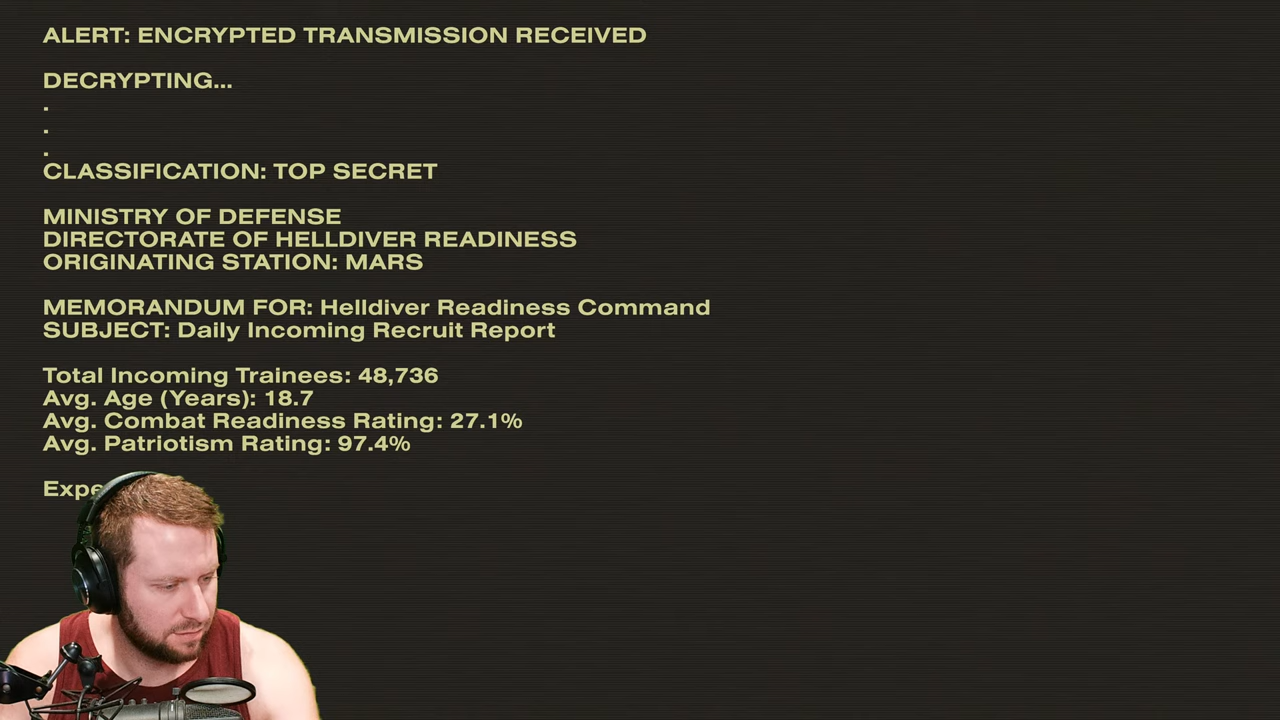 ALERT: ENCRYPTED TRANSMISSION RECEIVED
DECRYPTING...
.
.
.
CLASSIFICATION: TOP SECRET
MINISTRY OF DEFENSE
DIRECTORATE OF HELLDIVER READINESS
ORIGINATING STATION: MARS
MEMORANDUM FOR: Helldiver Readiness Command
SUBJECT: Daily Incoming Recruit Report
Total Incoming Trainees: 48,736
Avg. Age (Years): 18.7
Avg. Combat Readiness Rating: 27.1%
Avg. Patriotism Rating: 97.4%